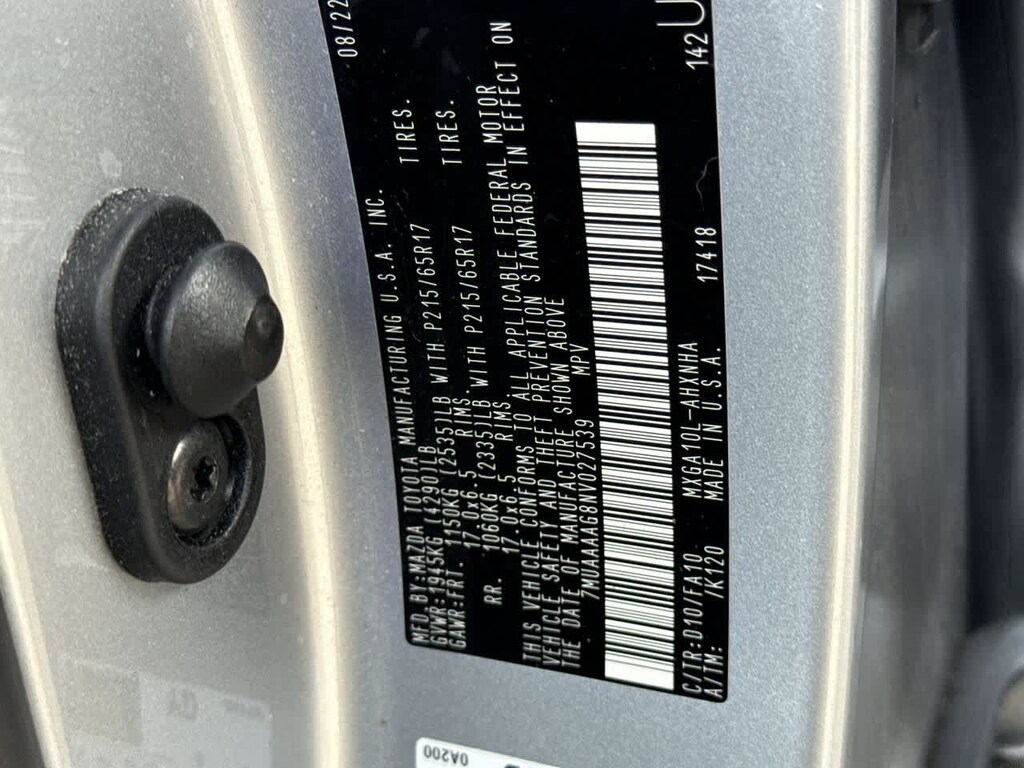 MFD.BY:MAZDA TOYOTA MANUFACTURING U.S.A. INC. 08/22
GVWR:1945KG (4290)LB
GAWR:FRT. 1150KG (2535)LB WITH P215/65R17 TIRES.
17.0x6.5 RIMS
RR. 1060KG (2335)LB WITH P215/65R17 TIRES.
17.0x6.5 RIMS.
THIS VEHICLE CONFORMS TO ALL APPLICABLE FEDERAL MOTOR
VEHICLE SAFETY AND THEFT PREVENTION STANDARDS IN EFFECT ON
THE DATE OF MANUFACTURE SHOWN ABOVE
7MUAAAAG8NV027539 MPV
C/TR:D10/FA10 MXGA10L-AHXNHA 17418 142U
A/TM: /K120 MADE IN U.S.A.
0A200